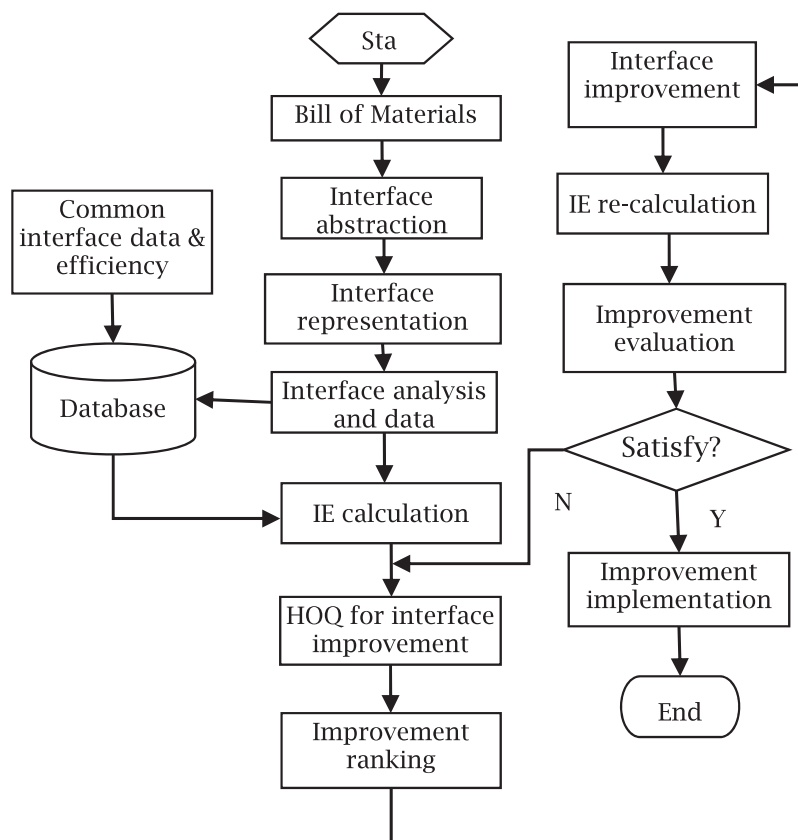 Sta
Bill of Materials
Interface
abstraction
Common
interface data &
efficiency
Interface
representation
Database
Interface analysis
and data
IE calculation
HOQ for interface
improvement
Improvement
ranking
Interface
improvement
IE re-calculation
Improvement
evaluation
Satisfy?
N
Y
Improvement
implementation
End